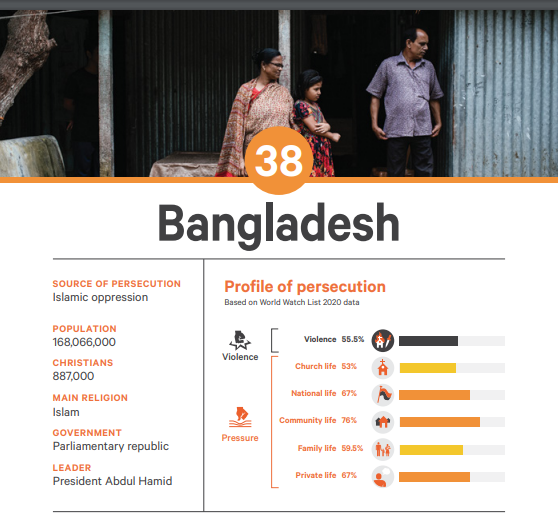 38
Bangladesh
SOURCE OF PERSECUTION
Islamic oppression
POPULATION
168,066,000
CHRISTIANS
887,000
MAIN RELIGION
Islam
GOVERNMENT
Parliamentary republic
LEADER
President Abdul Hamid
Profile of persecution
Based on World Watch List 2020 data
Violence
Violence 55.5%
Pressure
Church life 53%
National life 67%
Community life 76%
Family life 59.5%
Private life 67%